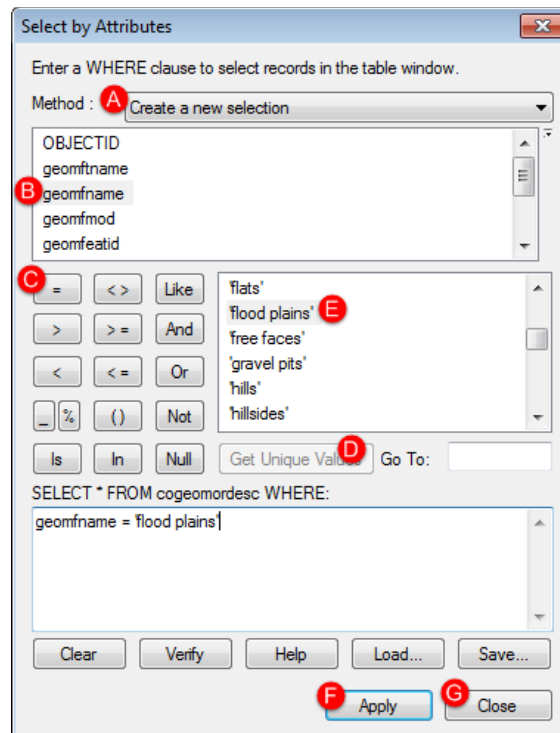 Select by Attributes
Enter a WHERE clause to select records in the table window.
Method : A Create a new selection
OBJECTID
geomftname
B geomfname
geomfmod
geomfeatid
C = < > Like
> > = And
< < = Or
_ % () Not
Is In Null
'flats'
'flood plains' E
'free faces'
'gravel pits'
'hills'
'hillsides'
Get Unique Values D Go To:
SELECT * FROM cogeomordesc WHERE:
geomfname = 'flood plains'
Clear Verify Help Load... Save...
F Apply G Close